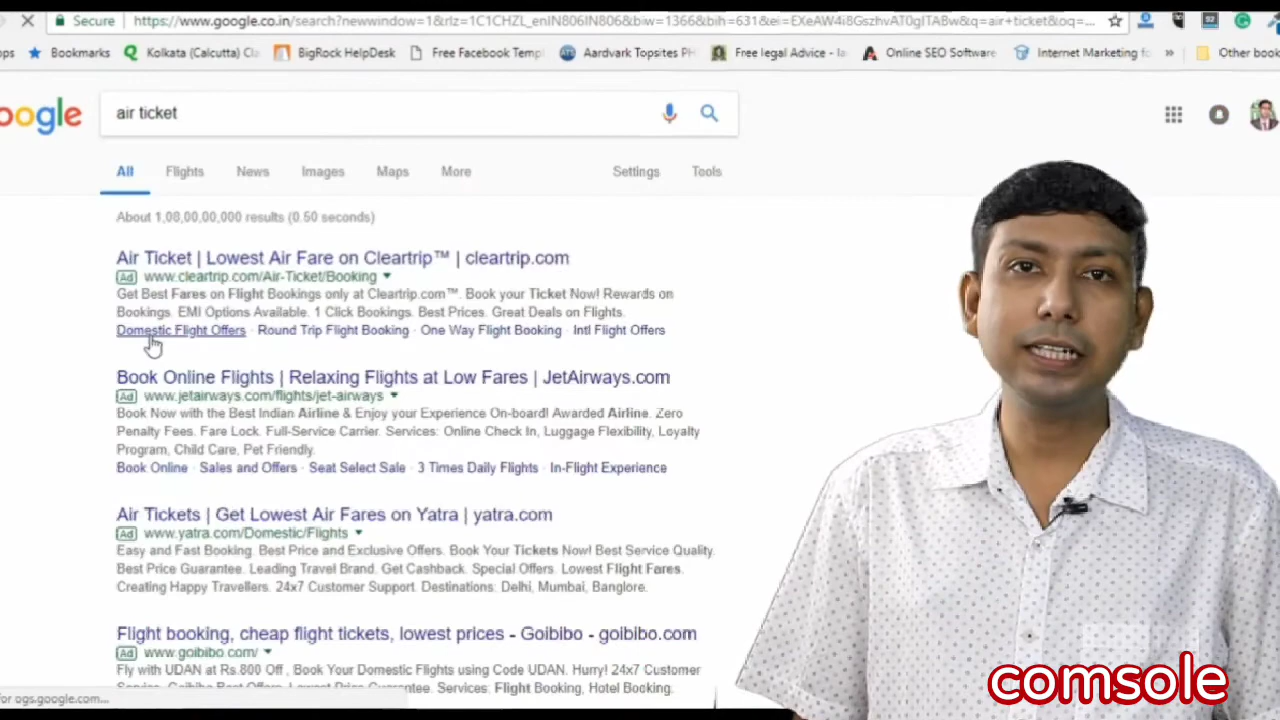 Secure https://www.google.co.in/search?newwindow=1&rlz=1C1CHZL_enIN806IN806&biw=1366&bih=631&ei=EXeAW4i8GszhvAT0gITABw&q=air+ticket&oq=...
ps Bookmarks Kolkata (Calcutta) Cl BigRock HelpDesk Free Facebook Temp Aardvark Topsites PH Free legal Advice - la Online SEO Software Internet Marketing fo » Other book
oogle air ticket
All Flights News Images Maps More Settings Tools
About 1,08,00,00,000 results (0.50 seconds)
Air Ticket | Lowest Air Fare on Cleartrip™ | cleartrip.com
Ad www.cleartrip.com/Air-Ticket/Booking
Get Best Fares on Flight Bookings only at Cleartrip.com™. Book your Ticket Now! Rewards on
Bookings. EMI Options Available. 1 Click Bookings. Best Prices. Great Deals on Flights.
Domestic Flight Offers · Round Trip Flight Booking · One Way Flight Booking · Intl Flight Offers
Book Online Flights | Relaxing Flights at Low Fares | JetAirways.com
Ad www.jetairways.com/flights/jet-airways
Book Now with the Best Indian Airline & Enjoy your Experience On-board! Awarded Airline. Zero
Penalty Fees. Fare Lock. Full-Service Carrier. Services: Online Check In, Luggage Flexibility, Loyalty
Program, Child Care, Pet Friendly.
Book Online · Sales and Offers · Seat Select Sale · 3 Times Daily Flights · In-Flight Experience
Air Tickets | Get Lowest Air Fares on Yatra | yatra.com
Ad www.yatra.com/Domestic/Flights
Easy and Fast Booking. Best Price and Exclusive Offers. Book Your Tickets Now! Best Service Quality.
Best Price Guarantee. Leading Travel Brand. Get Cashback. Special Offers. Lowest Flight Fares.
Creating Happy Travellers. 24x7 Customer Support. Destinations: Delhi, Mumbai, Banglore.
Flight booking, cheap flight tickets, lowest prices - Goibibo - goibibo.com
Ad www.goibibo.com/
Fly with UDAN at Rs.800 Off , Book Your Domestic Flights using Code UDAN. Hurry! 24x7 Customer
Service. Goibibo Best Offers. Lowest Price Guarantee. Services: Flight Booking, Hotel Booking.
for ogs.google.com...
comsole